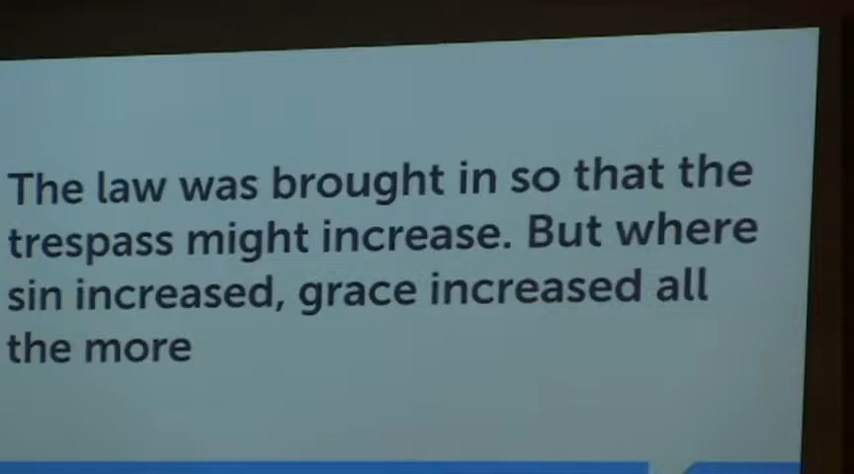 The law was brought in so that the
trespass might increase. But where
sin increased, grace increased all
the more